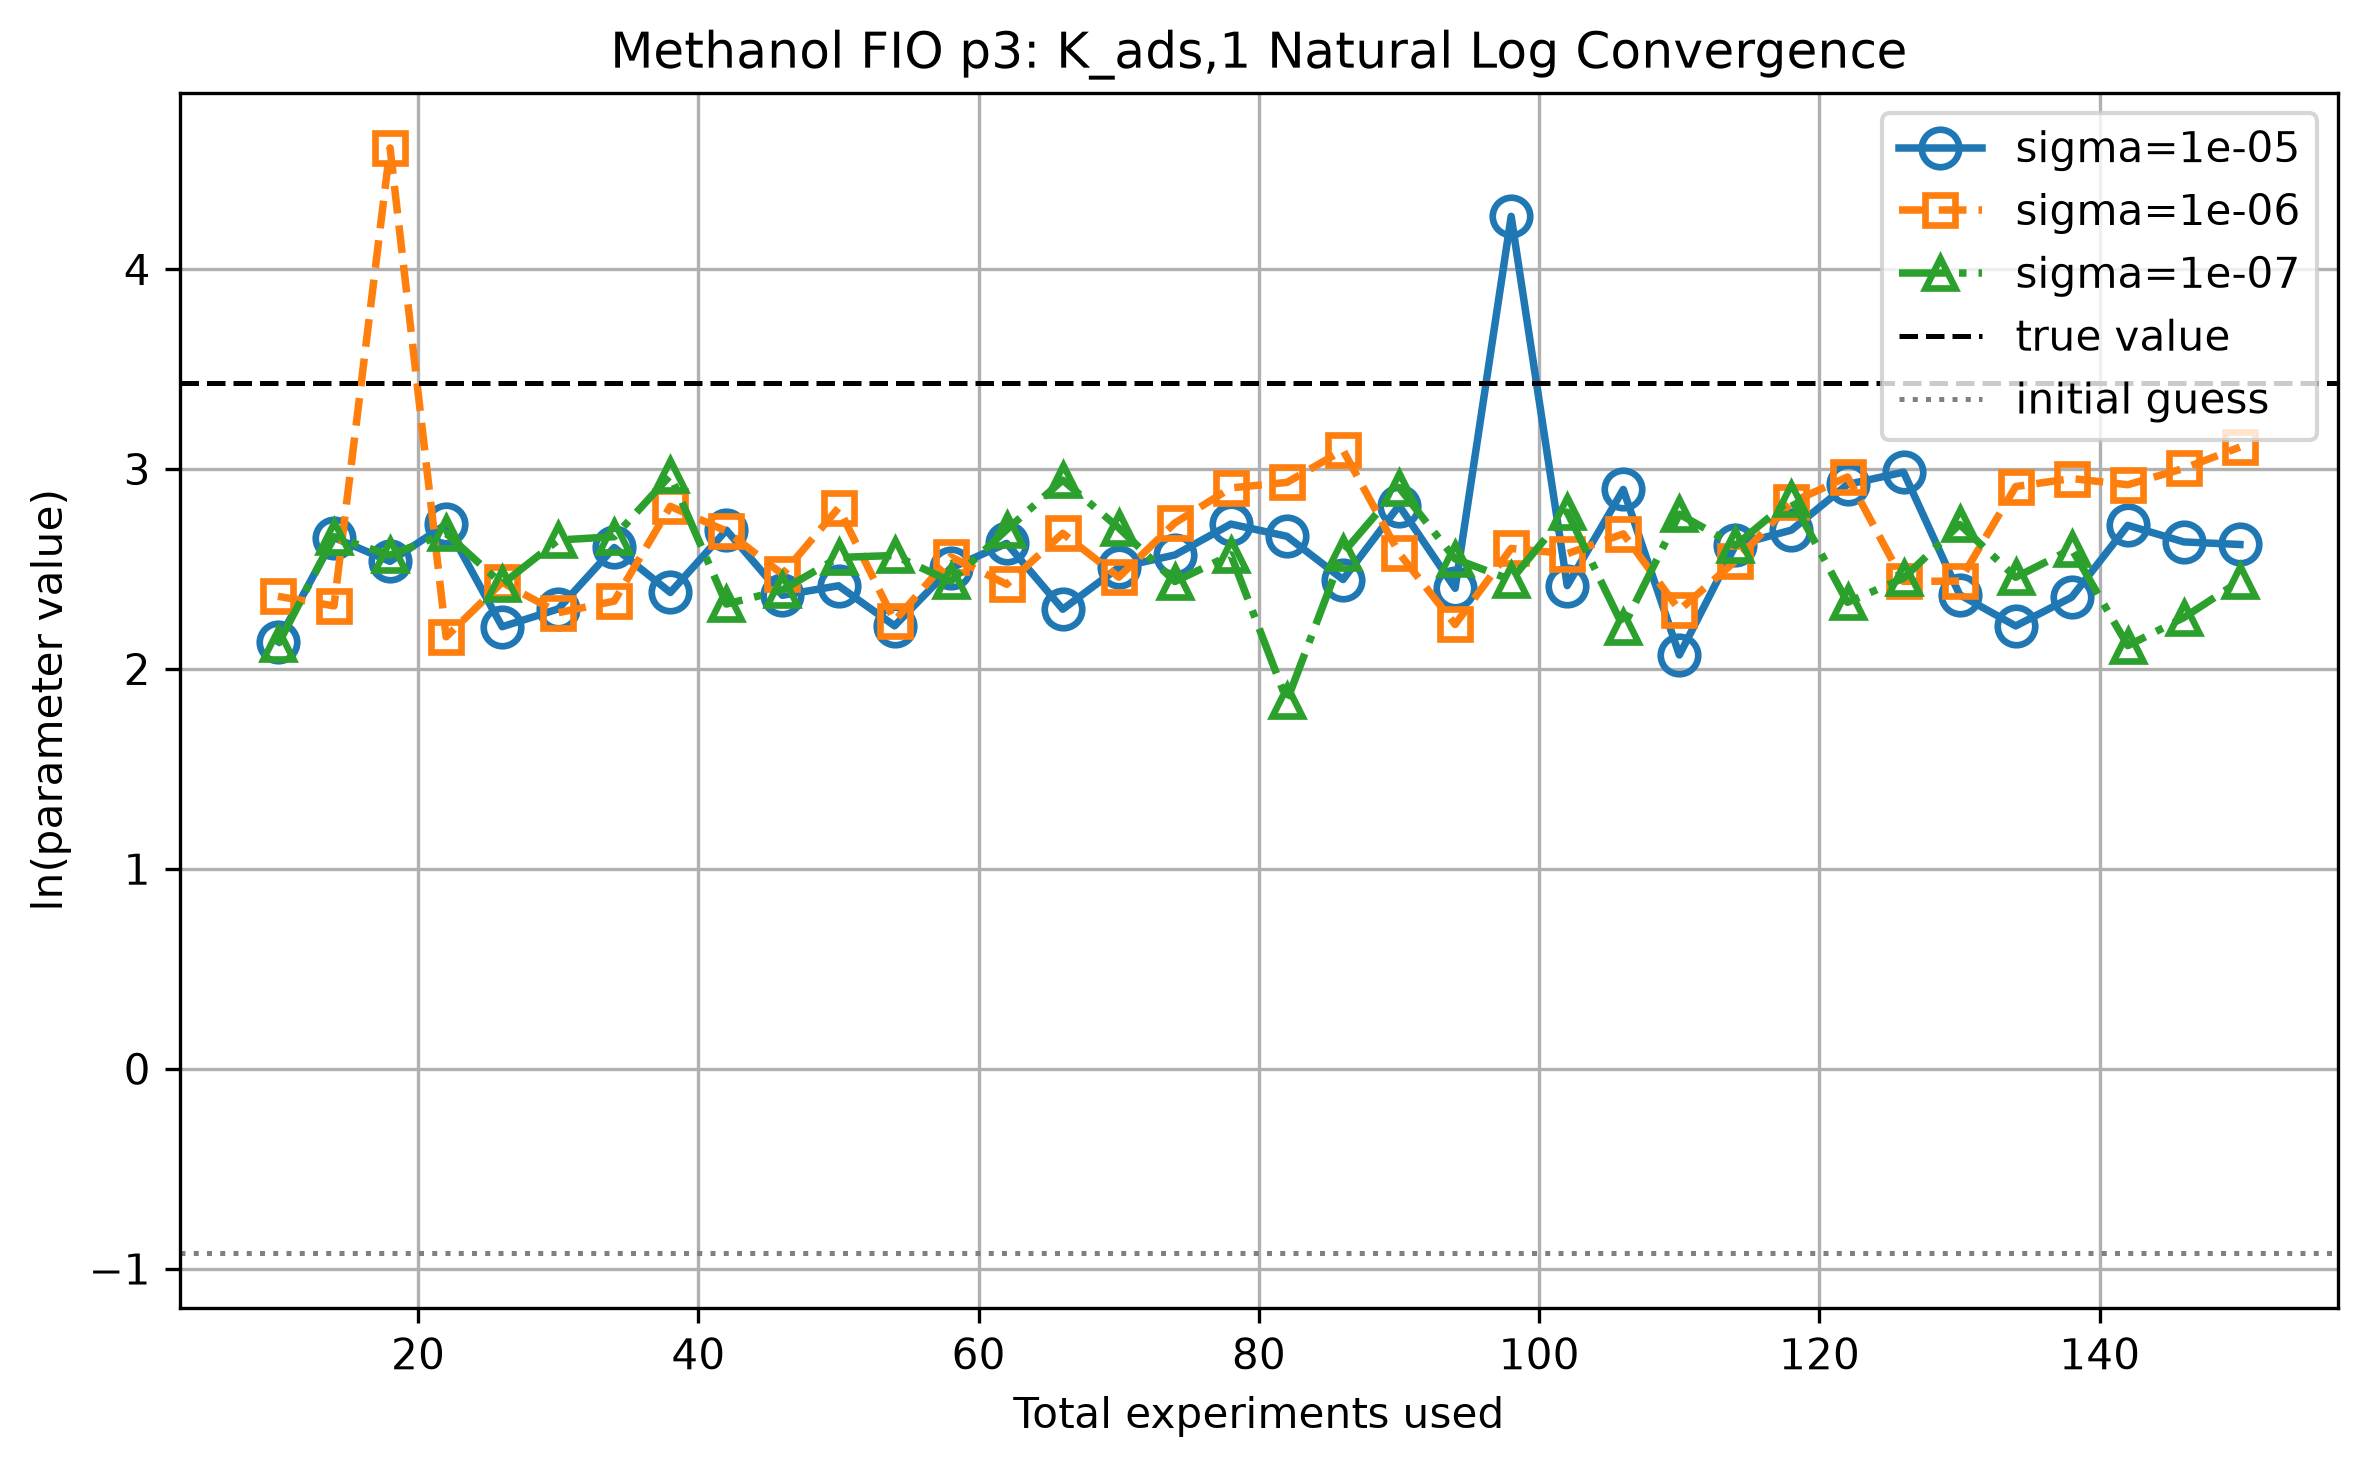 Methanol FIO p3: K_ads,1 Natural Log Convergence
sigma=1e-05
sigma=1e-06
sigma=1e-07
true value
initial guess
ln(parameter value)
4
3
2
1
0
−1
20 40 60 80 100 120 140
Total experiments used